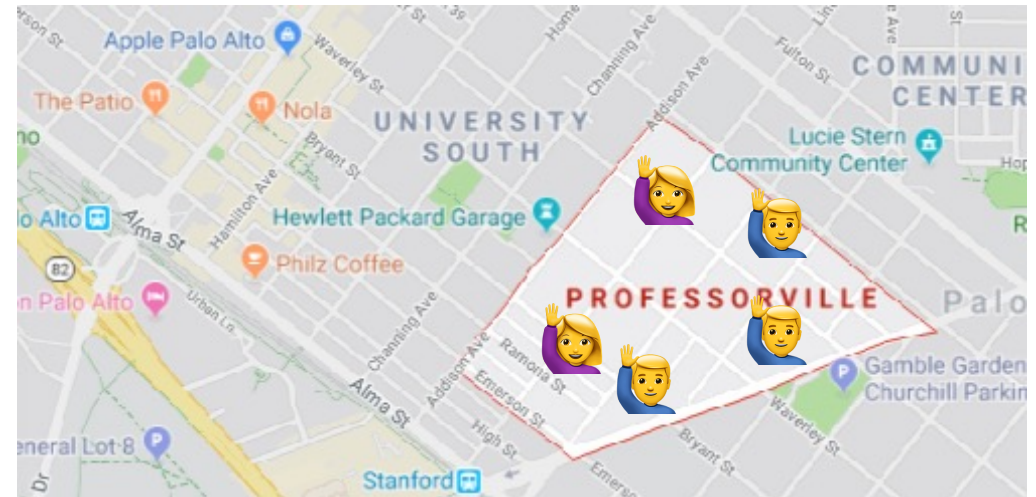 Apple Palo Alto
Waverley St
Home
Channing Ave
Addison Ave
Fulton St
COMMUNI
CENTER
The Patio
Nola
UNIVERSITY
SOUTH
Bryant St
Lucie Stern
Community Center
Hop
Hamilton Ave
Hewlett Packard Garage
lo Alto
Alma St
R
82
Philz Coffee
n Palo Alto
Urban Ln.
Channing Ave
PROFESSORVILLE
Palo
Addison Ave
Ramona St
Emerson St
Alma St
High St
Gamble Garden
Churchill Parkin
Waverley St
Bryant St
eneral Lot-8
Stanford
Dr